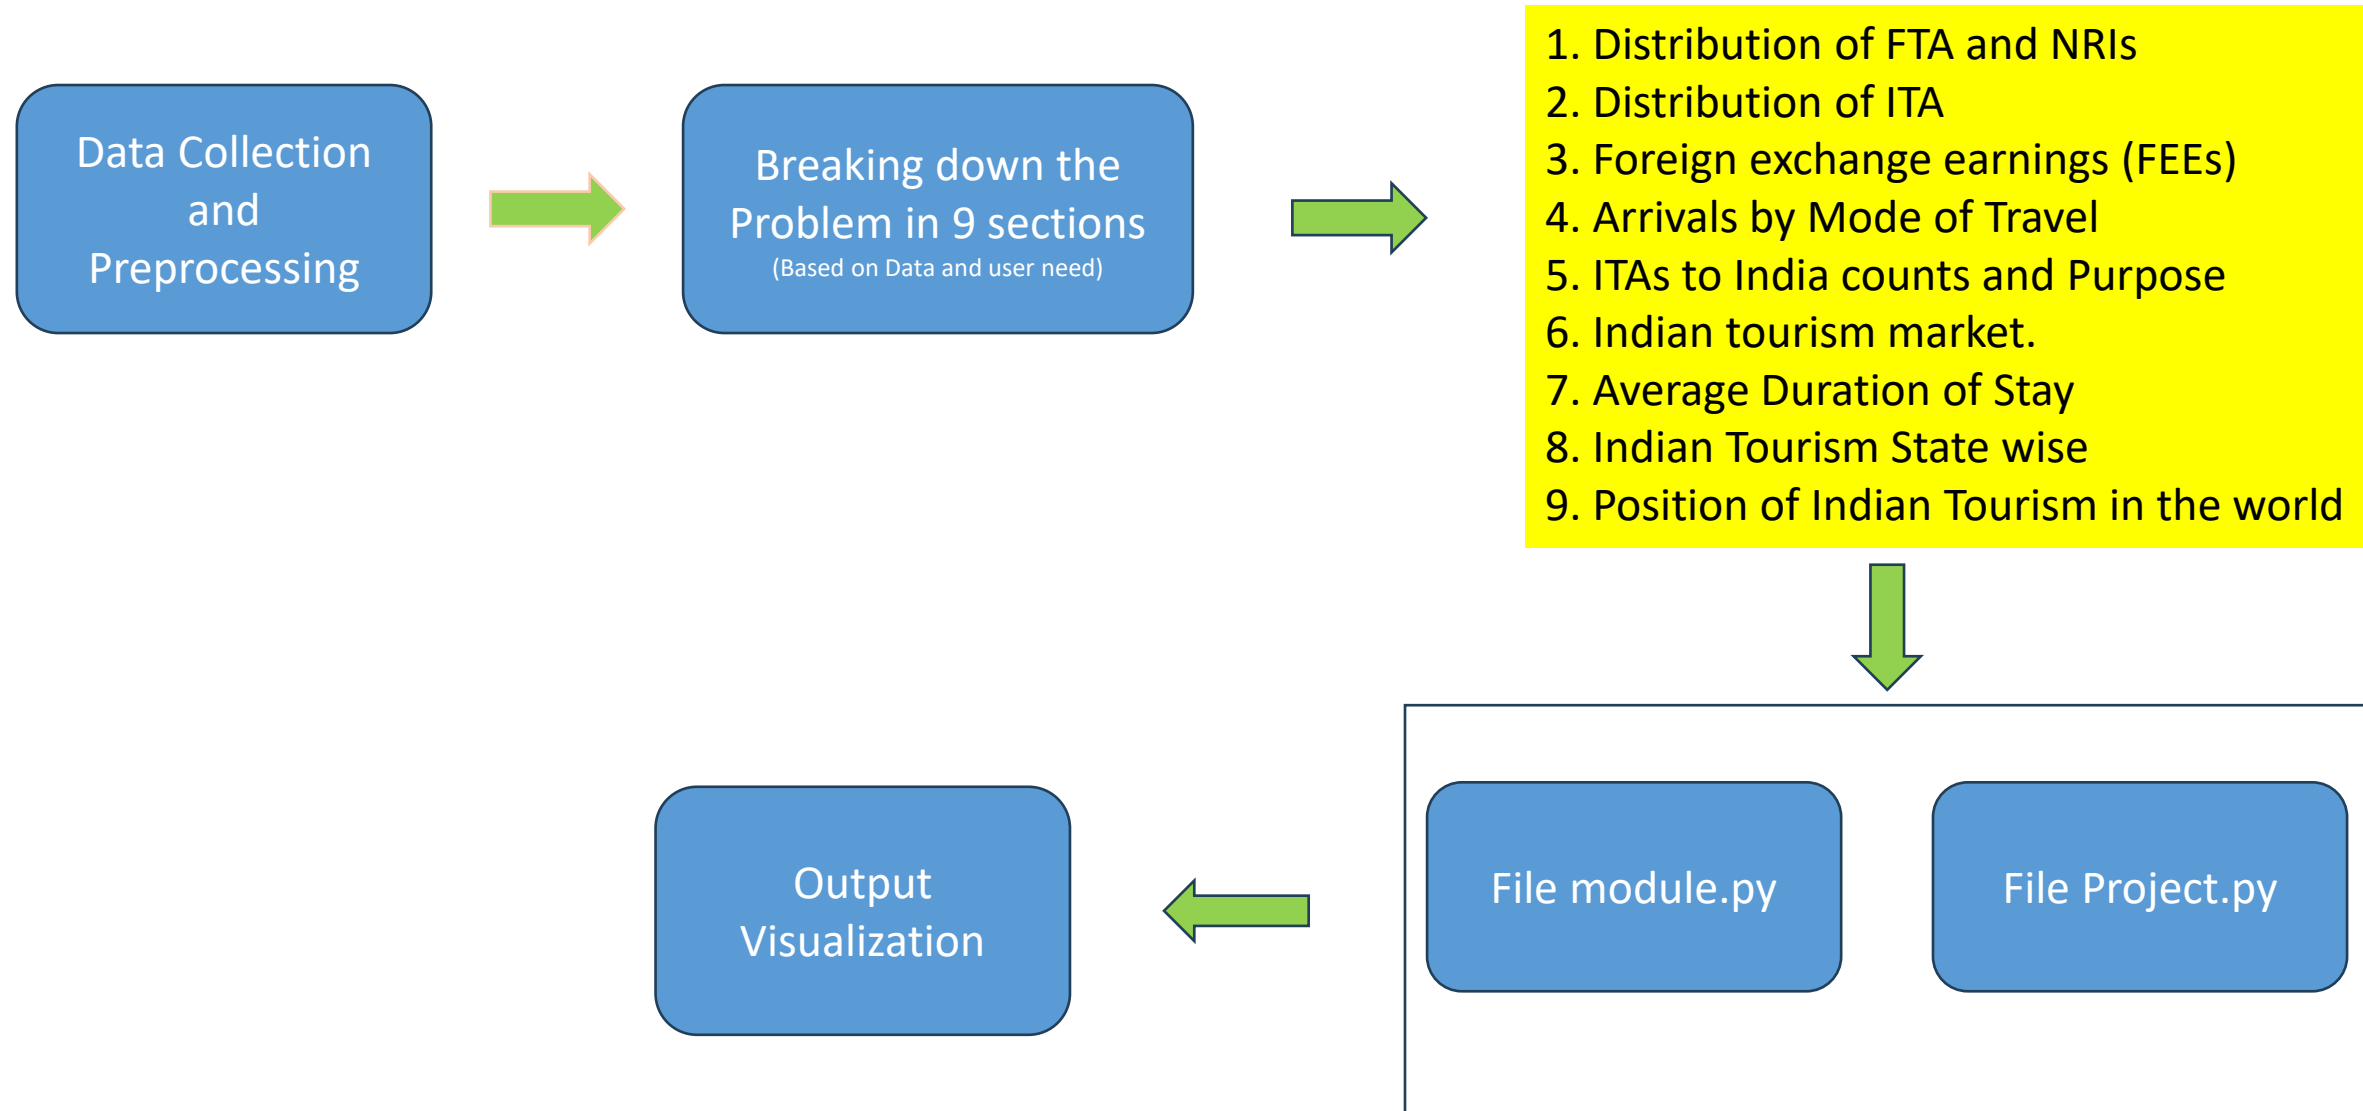 Data Collection
and
Preprocessing
Breaking down the
Problem in 9 sections
(Based on Data and user need)
1. Distribution of FTA and NRIs
2. Distribution of ITA
3. Foreign exchange earnings (FEEs)
4. Arrivals by Mode of Travel
5. ITAs to India counts and Purpose
6. Indian tourism market.
7. Average Duration of Stay
8. Indian Tourism State wise
9. Position of Indian Tourism in the world
File module.py
File Project.py
Output
Visualization